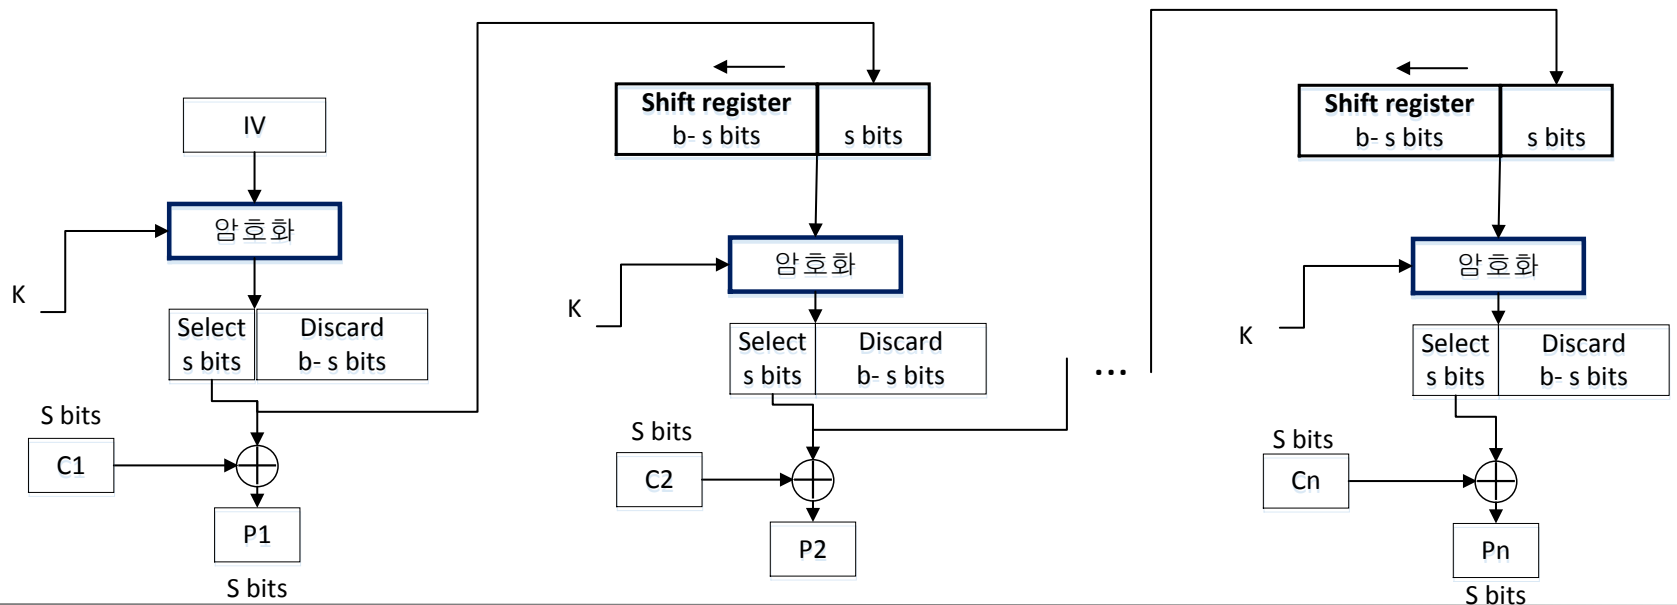 IV
암호화
K
Select
s bits
Discard
b- s bits
S bits
C1
P1
S bits
Shift register
b- s bits
s bits
암호화
K
Select
s bits
Discard
b- s bits
S bits
C2
P2
...
Shift register
b- s bits
s bits
암호화
K
Select
s bits
Discard
b- s bits
S bits
Cn
Pn
S bits